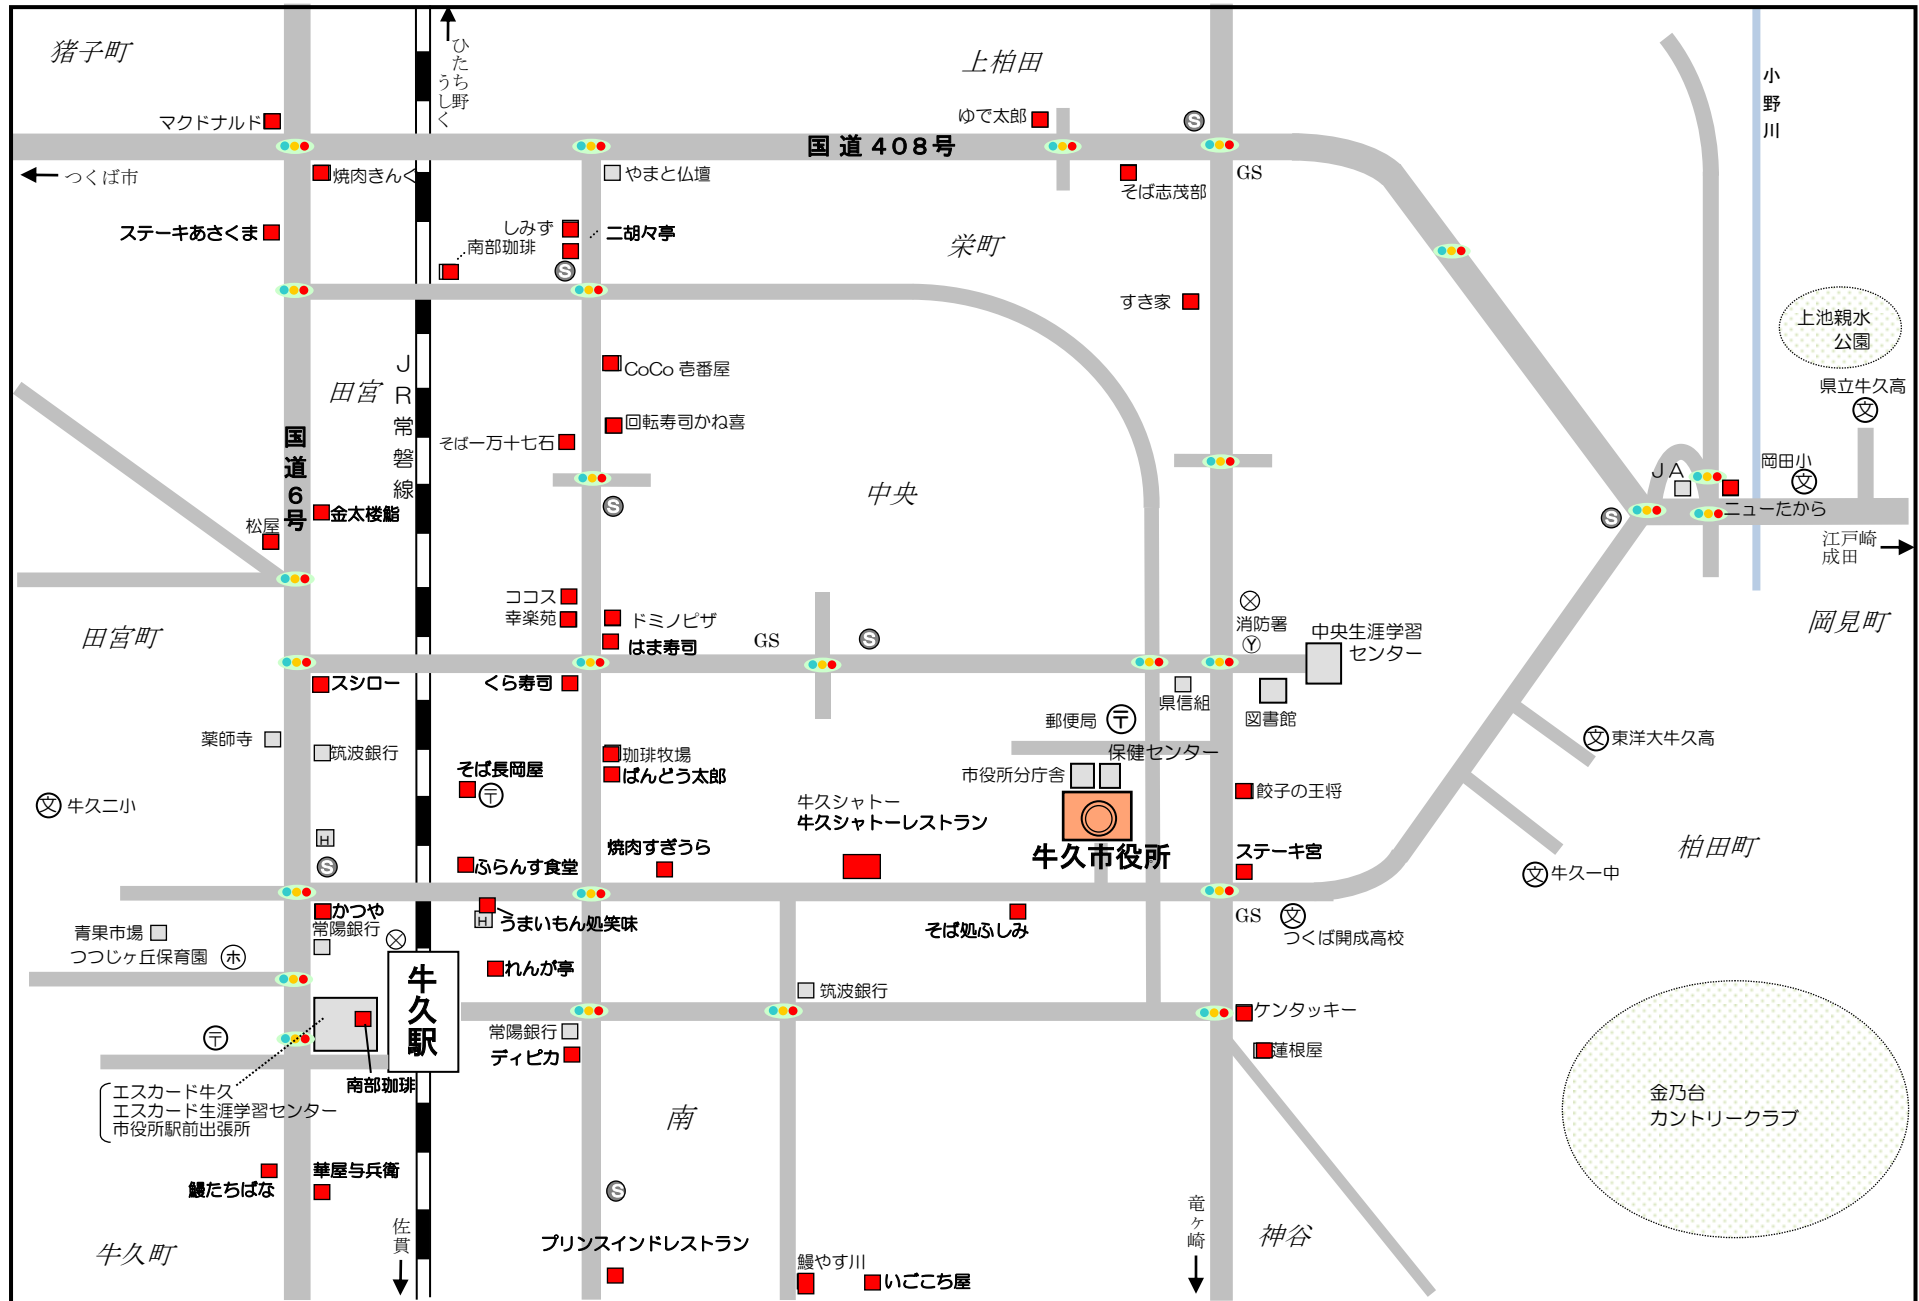 猪子町
ひたち野
うしく
上柏田
小野川
マクドナルド
ゆで太郎
Ⓢ
国道408号
つくば市
焼肉きんぐ
やまと仏壇
そば志茂部
GS
ステーキあさくま
しみず
二胡々亭
南部珈琲
Ⓢ
栄町
すき家
上池親水
公園
県立牛久高
文
JR常磐線
田宮
CoCo 壱番屋
回転寿司かね喜
そば一万十七石
国道6号
中央
Ⓢ
JA
岡田小
文
ニューたから
Ⓢ
金太楼鮨
松屋
江戸崎
成田
ココス
幸楽苑
ドミノピザ
はま寿司
GS
Ⓢ
消防署
Y
中央生涯学習
センター
田宮町
岡見町
スシロー
くら寿司
県信組
図書館
薬師寺
筑波銀行
郵便局
〒
保健センター
文
東洋大牛久高
珈琲牧場
ばんどう太郎
そば長岡屋
〒
市役所分庁舎
餃子の王将
文
牛久二小
牛久シャトー
牛久シャトーレストラン
牛久市役所
H
Ⓢ
ふらんす食堂
焼肉すぎうら
ステーキ宮
柏田町
文
牛久一中
かつや
常陽銀行
H
うまいもん処笑味
そば処ふしみ
GS
文
つくば開成高校
青果市場
つつじヶ丘保育園
ホ
れんが亭
牛久駅
筑波銀行
ケンタッキー
〒
常陽銀行
ディピカ
蓮根屋
南部珈琲
エスカード牛久
エスカード生涯学習センター
市役所駅前出張所
南
金乃台
カントリークラブ
鰻たちばな
華屋与兵衛
Ⓢ
牛久町
佐貫
プリンスインドレストラン
鰻やす川
いごこち屋
竜ヶ崎
神谷